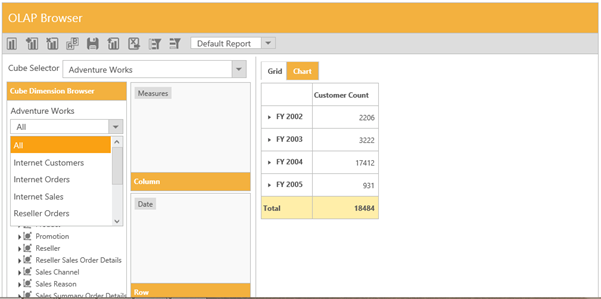 OLAP Browser
Default Report
Cube Selector
Adventure Works
Grid
Chart
Cube Dimension Browser
Adventure Works
All
All
Internet Customers
Internet Orders
Internet Sales
Reseller Orders
Promotion
Reseller
Reseller Sales Order Details
Sales Channel
Sales Reason
Sales Summary Order Details
Measures
Column
Date
Row
Customer Count
FY 2002 2206
FY 2003 3222
FY 2004 17412
FY 2005 931
Total 18484